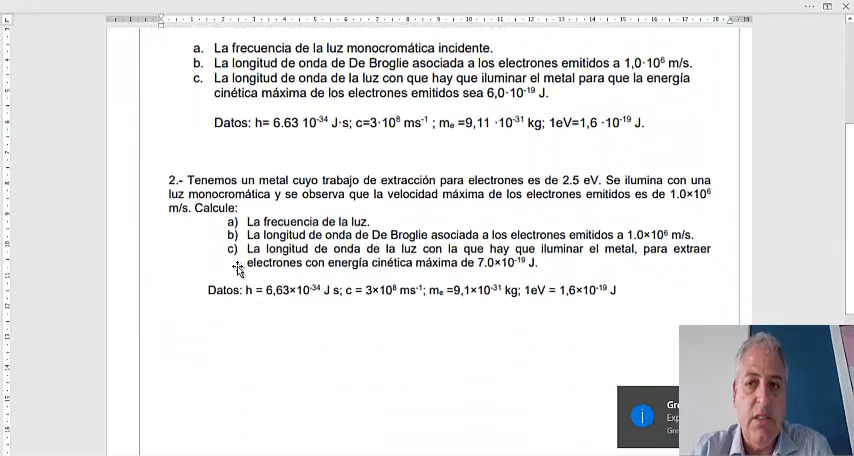 a. La frecuencia de la luz monocromática incidente.
b. La longitud de onda de De Broglie asociada a los electrones emitidos a 1,0·10⁶ m/s.
c. La longitud de onda de la luz con que hay que iluminar el metal para que la energía
cinética máxima de los electrones emitidos sea 6,0·10⁻¹⁹ J.
Datos: h= 6.63 10⁻³⁴ J·s; c=3·10⁸ ms⁻¹ ; mₑ =9,11 ·10⁻³¹ kg; 1eV=1,6 ·10⁻¹⁹ J.
2.- Tenemos un metal cuyo trabajo de extracción para electrones es de 2.5 eV. Se ilumina con una
luz monocromática y se observa que la velocidad máxima de los electrones emitidos es de 1.0×10⁶
m/s. Calcule:
a) La frecuencia de la luz.
b) La longitud de onda de De Broglie asociada a los electrones emitidos a 1.0×10⁶ m/s.
c) La longitud de onda de la luz con la que hay que iluminar el metal, para extraer
electrones con energía cinética máxima de 7.0×10⁻¹⁹ J.
Datos: h = 6,63×10⁻³⁴ J s; c = 3×10⁸ ms⁻¹; mₑ =9,1×10⁻³¹ kg; 1eV = 1,6×10⁻¹⁹ J